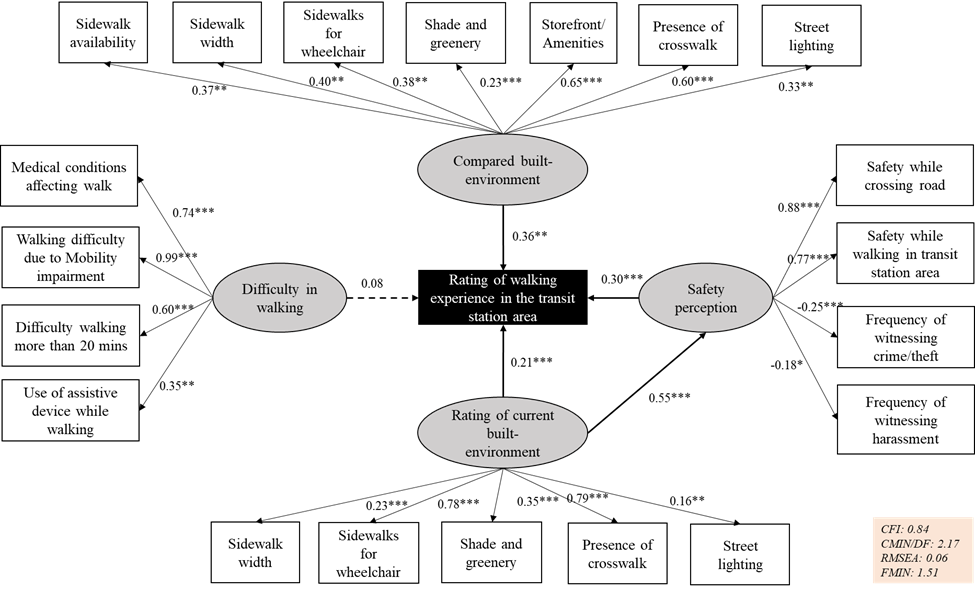 Sidewalk
availability
Sidewalk
width
Sidewalks
for
wheelchair
Shade and
greenery
Storefront/
Amenities
Presence of
crosswalk
Street
lighting
0.37**
0.40**
0.38**
0.23***
0.65***
0.60***
0.33**
Compared built-
environment
0.36**
Medical conditions
affecting walk
Walking difficulty
due to Mobility
impairment
Difficulty walking
more than 20 mins
Use of assistive
device while
walking
0.74***
0.99***
0.60***
0.35**
Difficulty in
walking
0.08
Rating of walking
experience in the transit
station area
0.30***
Safety
perception
0.88***
0.77***
-0.25***
-0.18*
Safety while
crossing road
Safety while
walking in transit
station area
Frequency of
witnessing
crime/theft
Frequency of
witnessing
harassment
0.21***
0.55***
Rating of current
built-
environment
0.23***
0.78***
0.35***
0.79***
0.16**
Sidewalk
width
Sidewalks
for
wheelchair
Shade and
greenery
Presence of
crosswalk
Street
lighting
CFI: 0.84
CMIN/DF: 2.17
RMSEA: 0.06
FMIN: 1.51